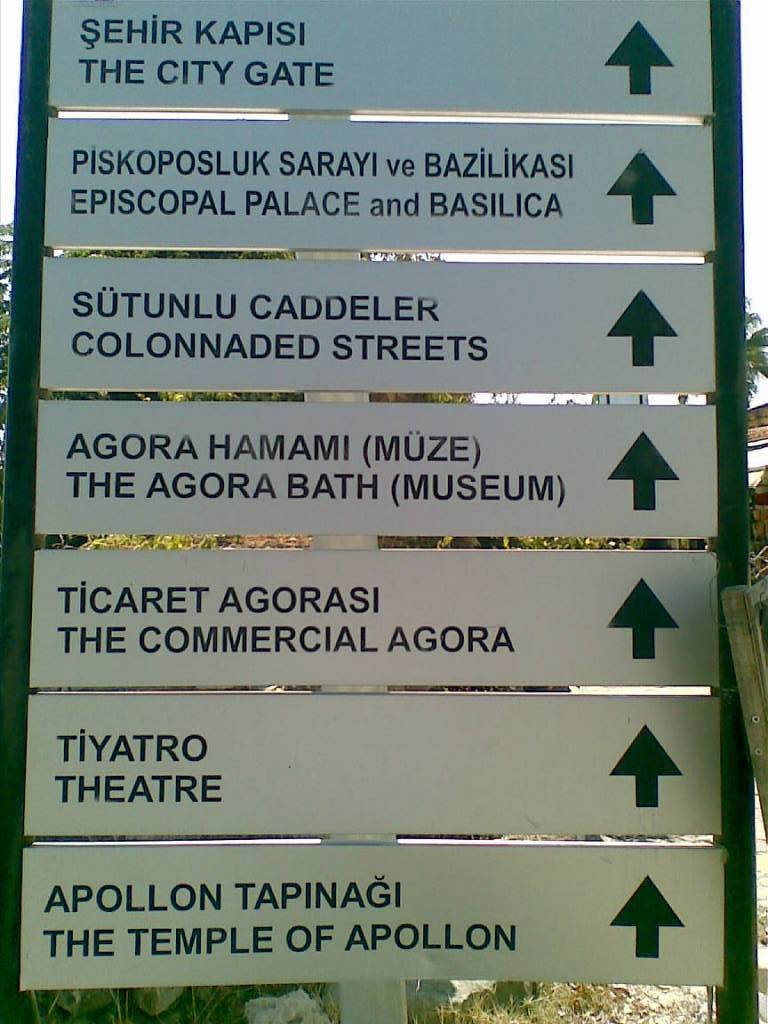 ŞEHİR KAPISI
THE CITY GATE
PİSKOPOSLUK SARAYI ve BAZİLİKASI
EPISCOPAL PALACE and BASILICA
SÜTUNLU CADDELER
COLONNADED STREETS
AGORA HAMAMI (MÜZE)
THE AGORA BATH (MUSEUM)
TİCARET AGORASI
THE COMMERCIAL AGORA
TİYATRO
THEATRE
APOLLON TAPINAĞI
THE TEMPLE OF APOLLON